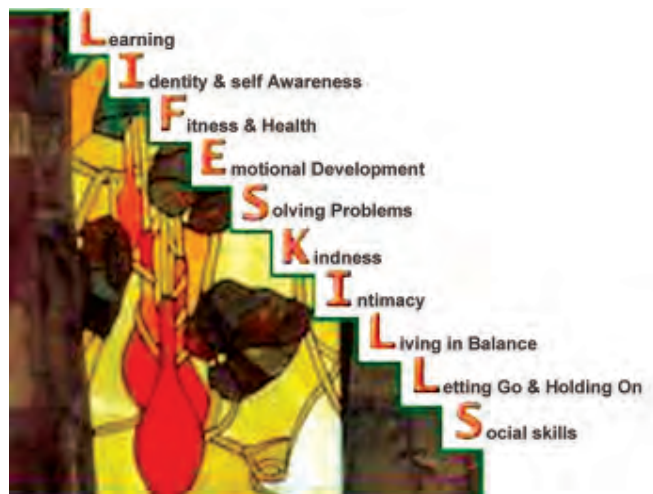 Learning
Identity & self Awareness
Fitness & Health
Emotional Development
Solving Problems
Kindness
Intimacy
Living in Balance
Letting Go & Holding On
Social skills